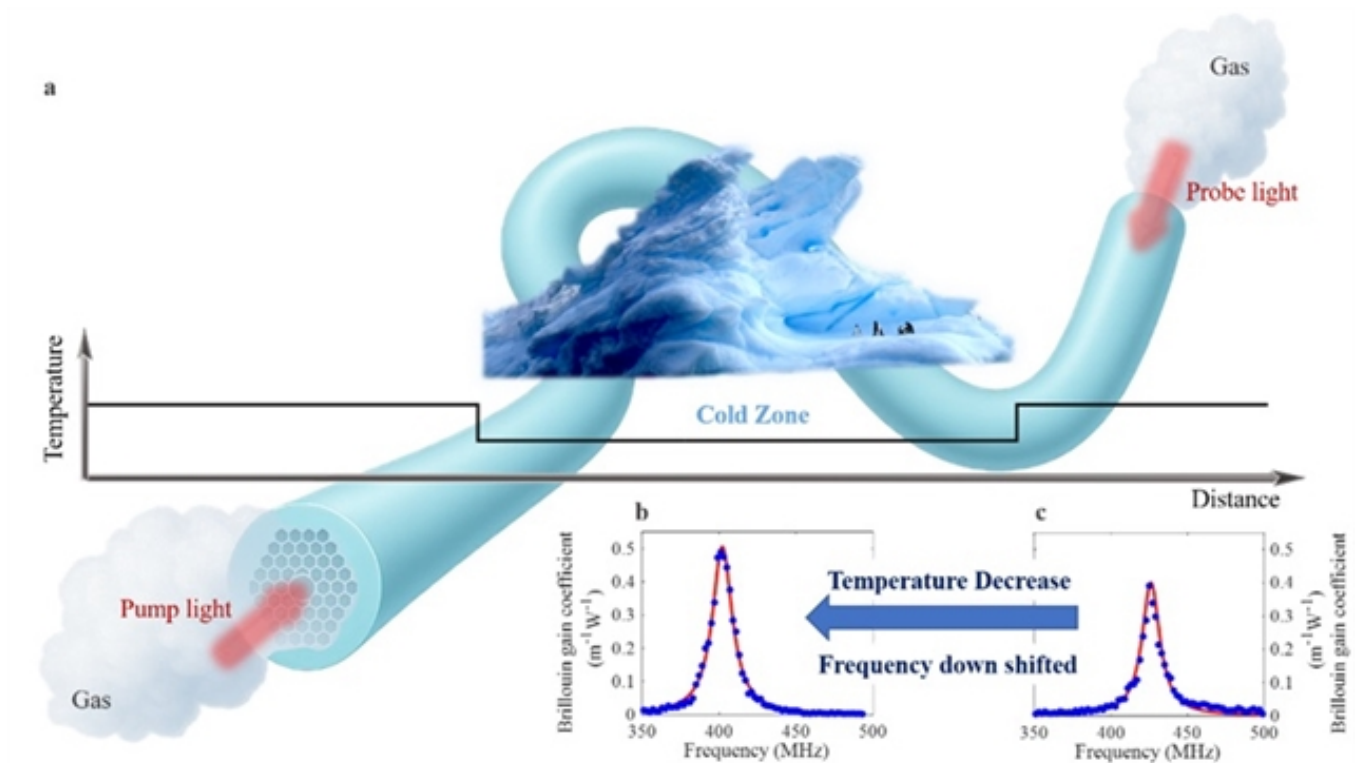 a
Gas
Probe light
Temperature
Cold Zone
Distance
Pump light
Gas
b
Brillouin gain coefficient
(m⁻¹W⁻¹)
0.5
0.4
0.3
0.2
0.1
0
350 400 450 500
Frequency (MHz)
Temperature Decrease
Frequency down shifted
c
0.5
0.4
0.3
0.2
0.1
0
350 400 450 500
Frequency (MHz)
Brillouin gain coefficient
(m⁻¹W⁻¹)